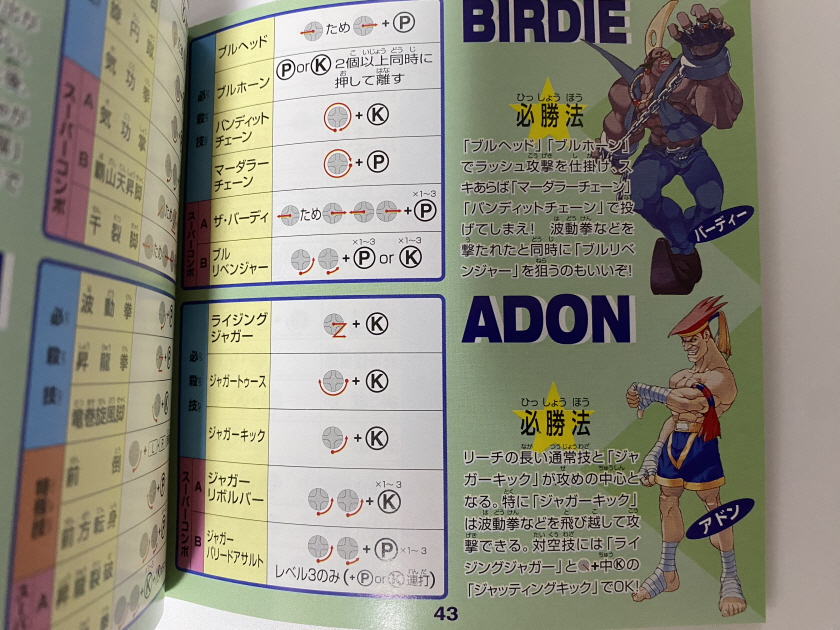 気功拳
A 気功掌
B 覇山天昇脚
千裂脚
スーパーコンボ
必殺技
波動拳
昇龍拳
竜巻旋風脚
前倒
前方転身
昇龍裂破
必殺技
ブルヘッド
ため + P
ブルホーン
PorK 2個以上同時に
押して離す
バンディット
チェーン
+ K
マーダラー
チェーン
+ P
スーパーコンボ
A ザ・バーディ
ため + P ×1~3
B ブル
リベンジャー
+ P ×1~3 or K ×1~3
BIRDIE
ひっしょうほう
必勝法
「ブルヘッド」「ブルホーン」
でラッシュ攻撃を仕掛け、ス
キあらば「マーダラーチェーン」
「バンディットチェーン」で投
げてしまえ! 波動拳などを
撃たれたと同時に「ブルリベ
ンジャー」を狙うのもいいぞ!
バーディー
必殺技
ライジング
ジャガー
+ K
ジャガートゥース
+ K
ジャガーキック
+ K
スーパーコンボ
A ジャガー
リボルバー
+ K ×1~3
B ジャガー
バリードアサルト
+ P ×1~3
レベル3のみ(+PorK連打)
ADON
ひっしょうほう
必勝法
リーチの長い通常技と「ジャ
ガーキック」が攻めの中心と
なる。特に「ジャガーキック」
は波動拳などを飛び越して攻
撃できる。対空技には「ライ
ジングジャガー」と+中Kの
「ジャッティングキック」でOK!
アドン
43